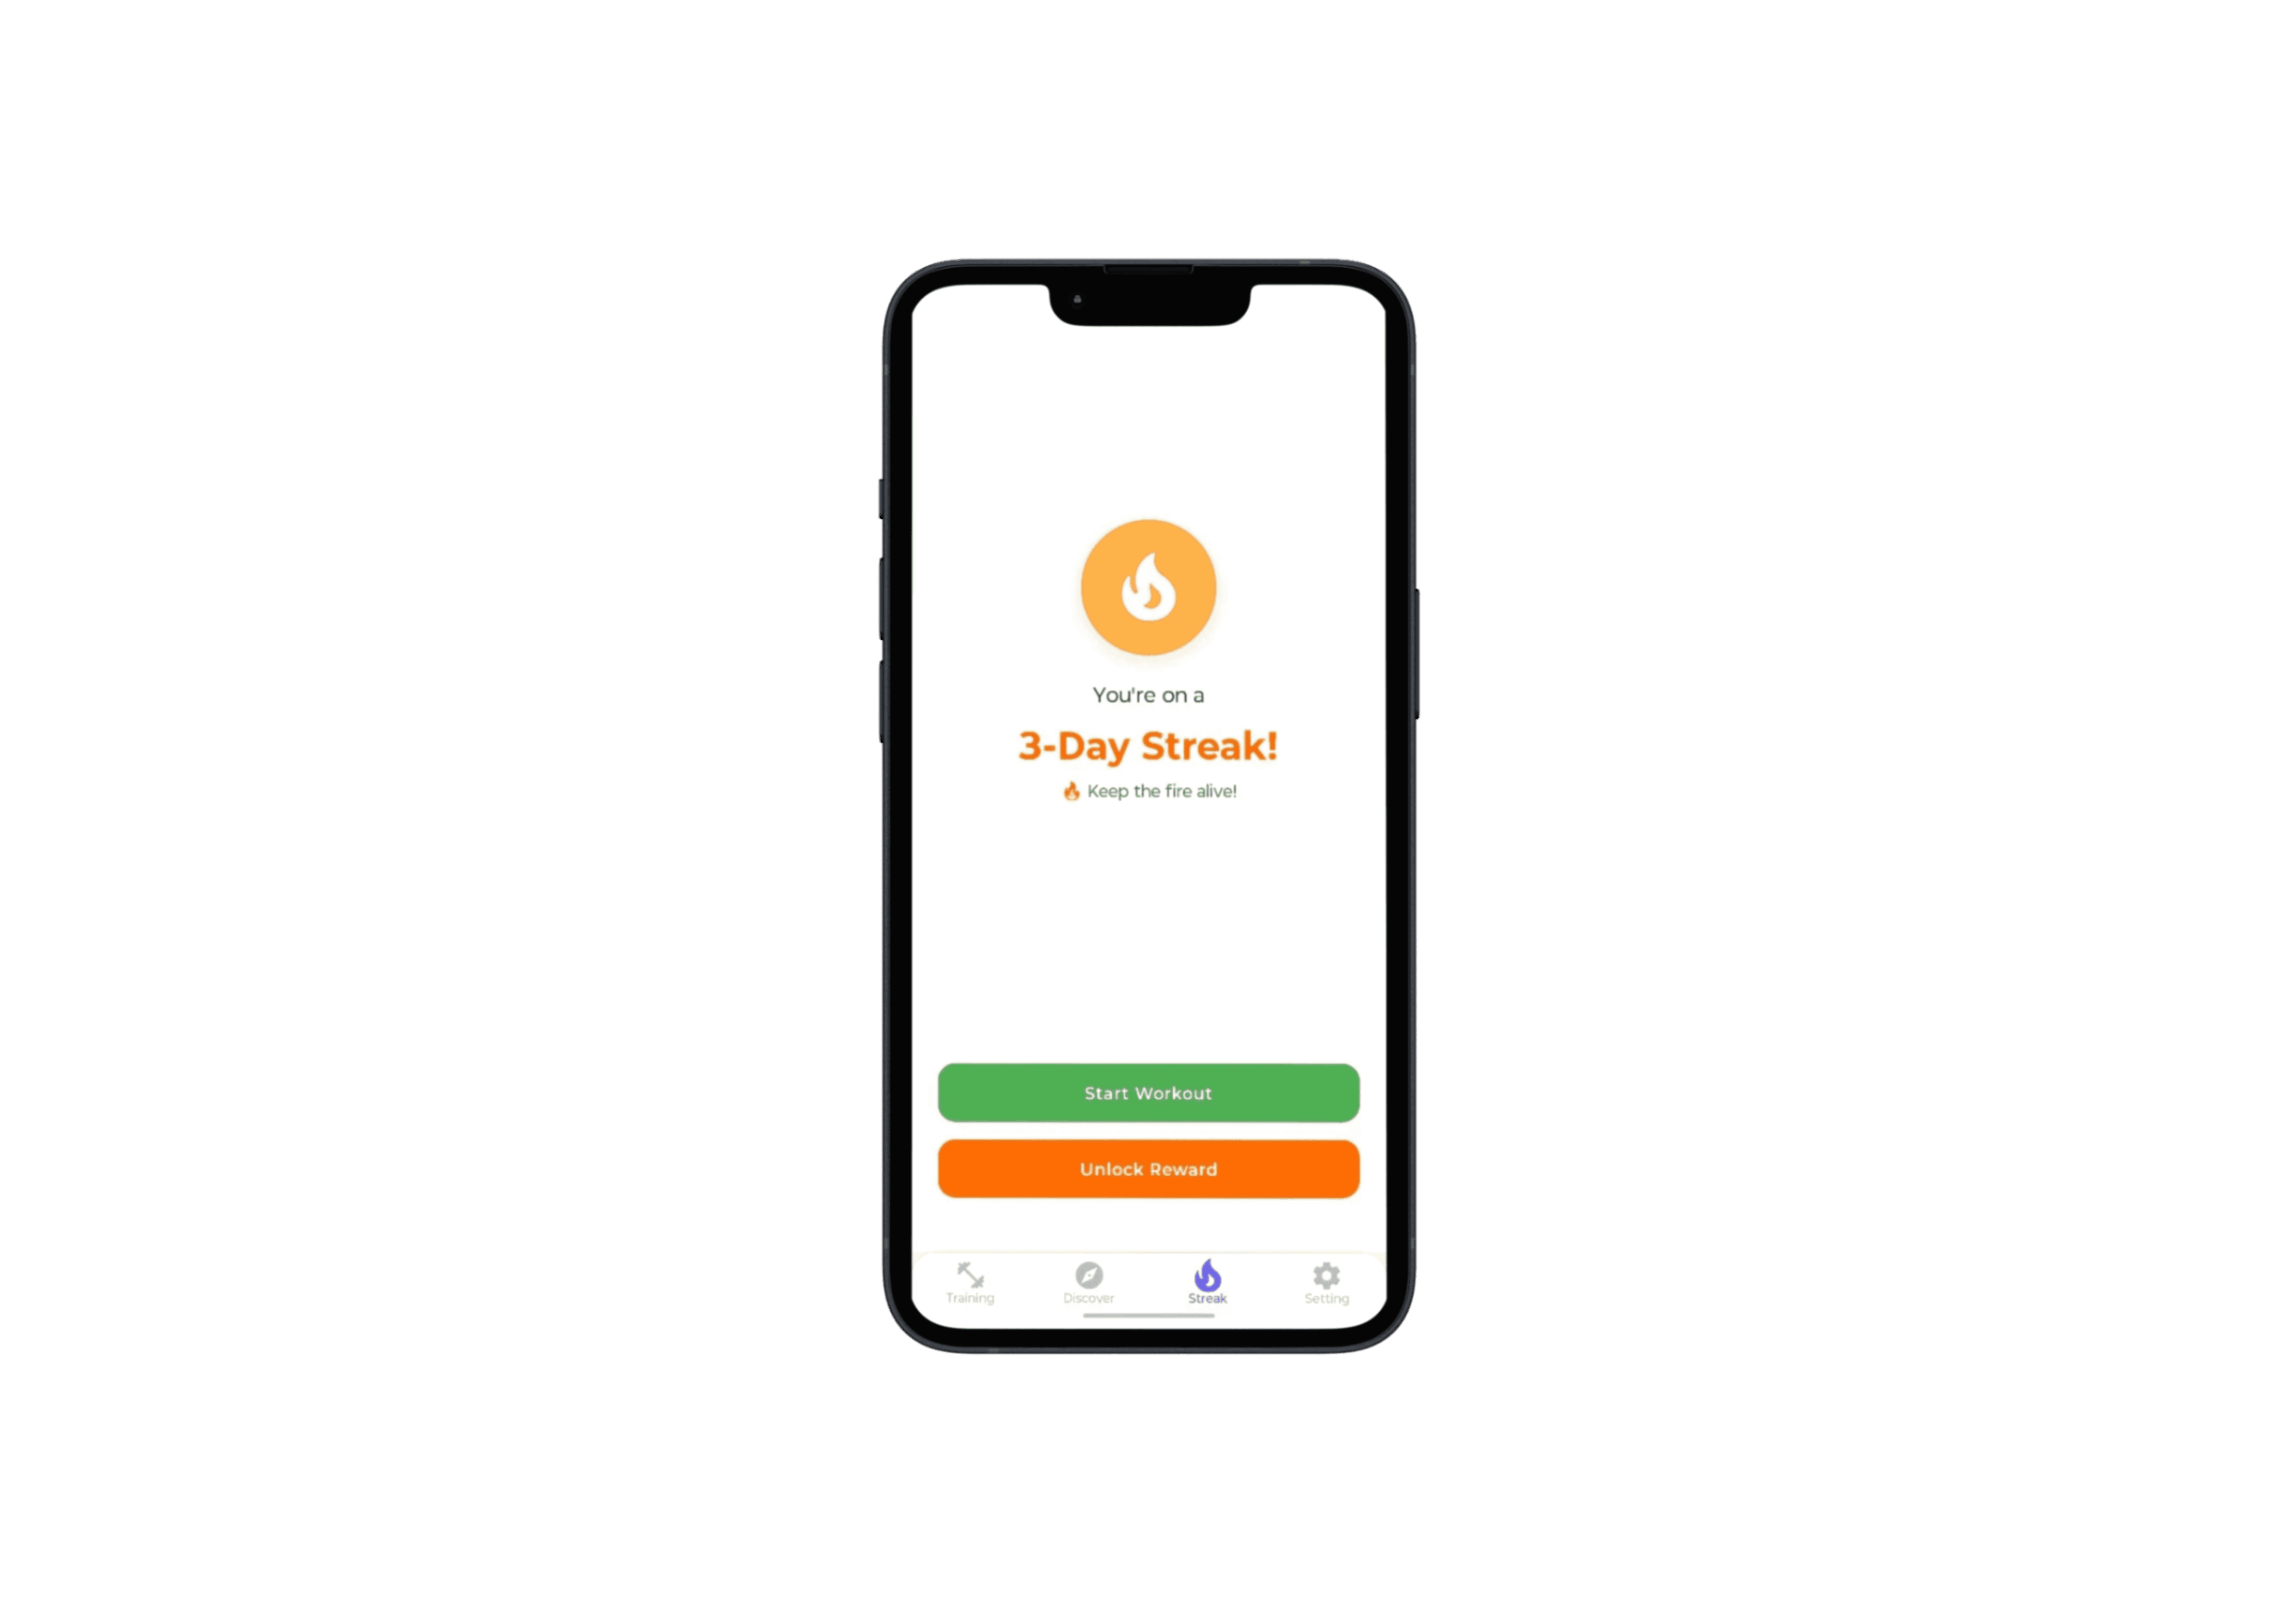 You're on a
3-Day Streak!
🔥 Keep the fire alive!
Start Workout
Unlock Reward
Training Discover Streak Setting